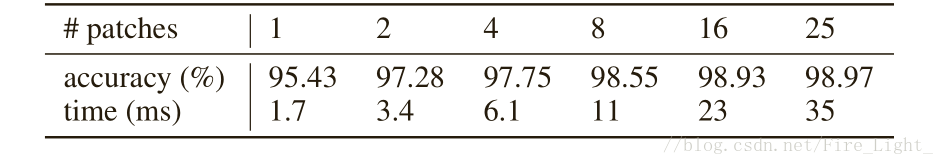 # patches 1 2 4 8 16 25
accuracy (%) 95.43 97.28 97.75 98.55 98.93 98.97
time (ms) 1.7 3.4 6.1 11 23 35
//blog.csdn.net/Fire_Light_